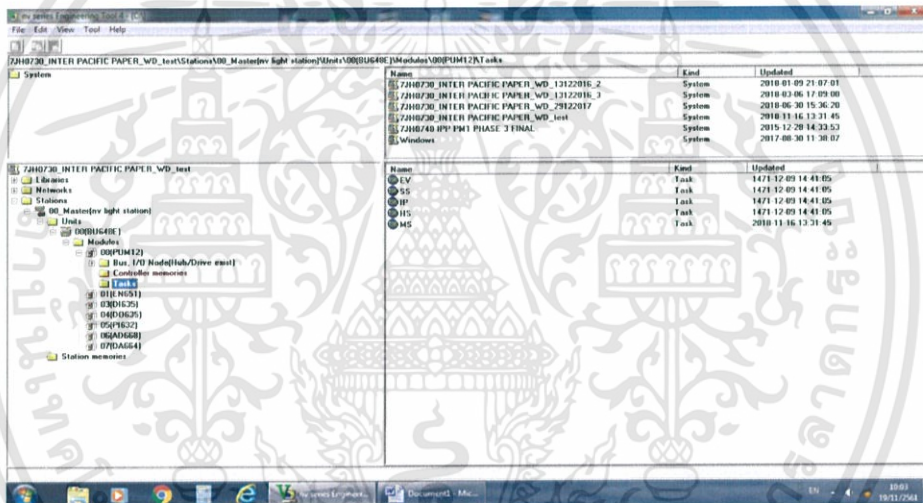 nv series Engineering Tool 4 - [
File Edit View Tool Help
7JH0730_INTER PACIFIC PAPER_WD_test\Stations\00_Master[nv light station]\Units\00(BU648E)\Modules\00(PUM12)\Tasks
System
Name Kind Updated
7JH0730_INTER PACIFIC PAPER_WD_13122016_2 System 2018-01-09 21:07:01
7JH0730_INTER PACIFIC PAPER_WD_13122016_3 System 2018-03-06 17:09:00
7JH0730_INTER PACIFIC PAPER_WD_29122017 System 2018-06-30 15:36:20
7JH0730_INTER PACIFIC PAPER_WD_test System 2018-11-16 13:31:45
7JH0740 IPP PM1 PHASE 3 FINAL System 2015-12-20 14:33:53
Windows System 2017-08-30 11:38:07
7JH0730_INTER PACIFIC PAPER_WD_test
Libraries
Networks
Stations
00_Master[nv light station]
Units
00(BU648E)
Modules
00(PUM12)
Bus_I/O Node(Hub/Drive exist)
Controller memories
Tasks
01(EN651)
03(DI635)
04(DO635)
05(PI632)
06(AD668)
07(DA664)
Station memories
Name Kind Updated
EV Task 1471-12-09 14:41:05
SS Task 1471-12-09 14:41:05
IP Task 1471-12-09 14:41:05
HS Task 1471-12-09 14:41:05
MS Task 2018-11-16 13:31:45
nv series Engineeri...
Document1 - Mic...
EN
10:03
19/11/2561